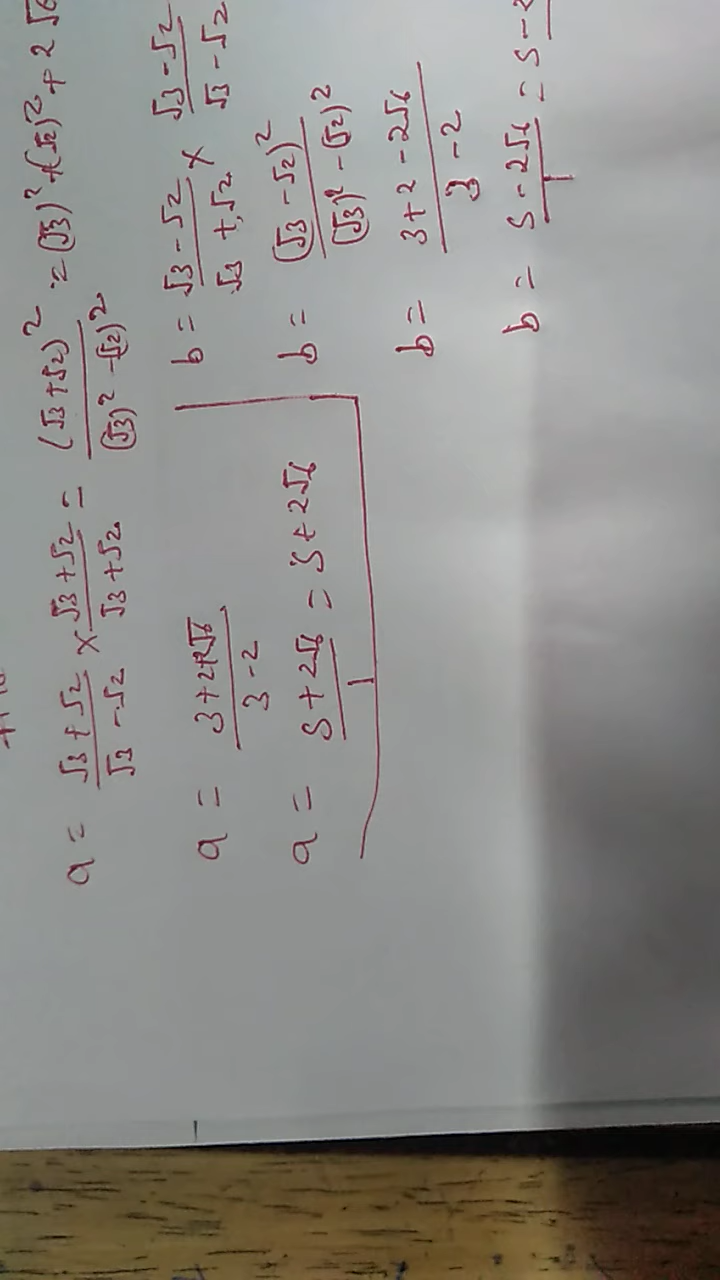 a = (√3 + √2)/(√3 - √2) × (√3 + √2)/(√3 + √2) = (√3 + √2)²/((√3)² - (√2)²) = (√3)² + (√2)² + 2√6
a = (3 + 2 + 2√6)/(3 - 2)
a = (5 + 2√6)/1 = 5 + 2√6
b = (√3 - √2)/(√3 + √2) × (√3 - √2)/(√3 - √2)
b = (√3 - √2)²/((√3)² - (√2)²)
b = (3 + 2 - 2√6)/(3 - 2)
b = (5 - 2√6)/1 = 5 - 2